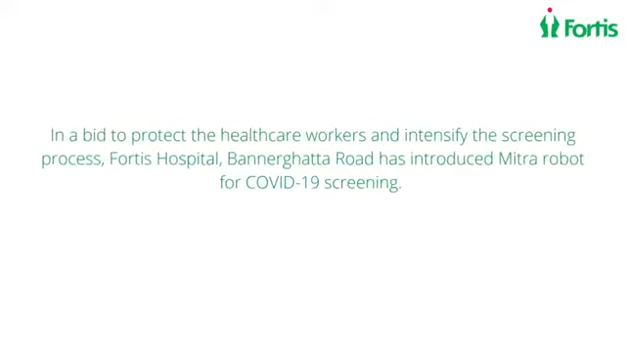 Fortis
In a bid to protect the healthcare workers and intensify the screening
process, Fortis Hospital, Bannerghatta Road has introduced Mitra robot
for COVID-19 screening.